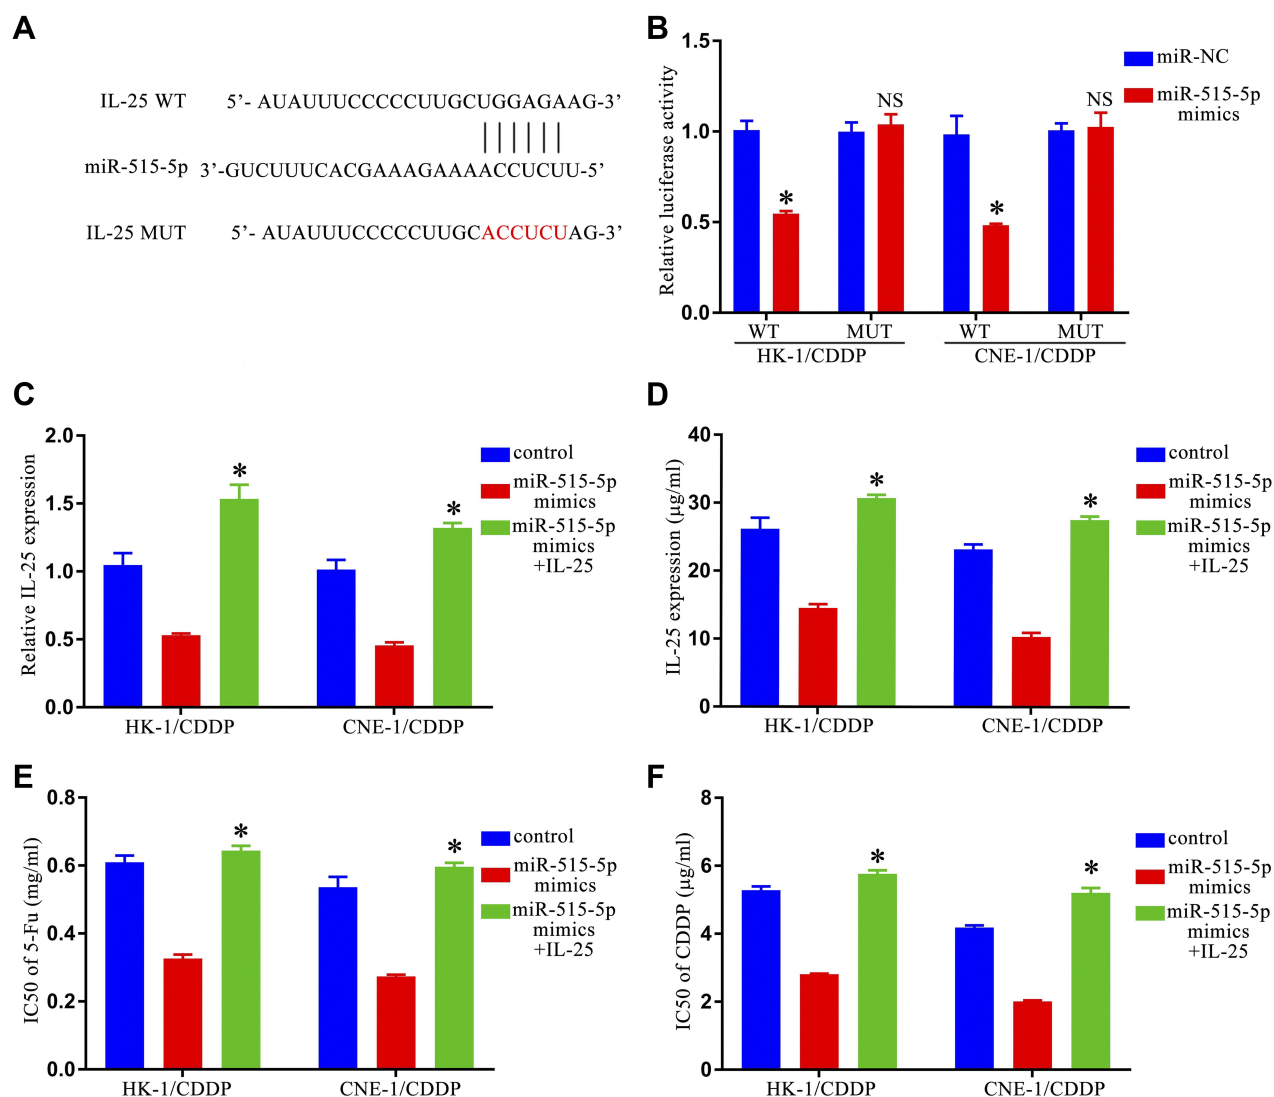 A
IL-25 WT 5’- AUAUUUCCCCCUUGCUGGAGAAG-3’
miR-515-5p 3’-GUCUUUCACGAAAGAAAACCUCUU-5’
IL-25 MUT 5’- AUAUUUCCCCCUUGCACCUCUAG-3’
B
Relative luciferase activity
1.5
1.0
0.5
0.0
*
NS
*
NS
WT
MUT
WT
MUT
HK-1/CDDP
CNE-1/CDDP
miR-NC
miR-515-5p
mimics
C
Relative IL-25 expression
2.0
1.5
1.0
0.5
0.0
*
*
HK-1/CDDP
CNE-1/CDDP
control
miR-515-5p
mimics
miR-515-5p
mimics
+IL-25
D
IL-25 expression (μg/ml)
40
30
20
10
0
*
*
HK-1/CDDP
CNE-1/CDDP
control
miR-515-5p
mimics
miR-515-5p
mimics
+IL-25
E
IC50 of 5-Fu (mg/ml)
0.8
0.6
0.4
0.2
0.0
*
*
HK-1/CDDP
CNE-1/CDDP
control
miR-515-5p
mimics
miR-515-5p
mimics
+IL-25
F
IC50 of CDDP (μg/ml)
8
6
4
2
0
*
*
HK-1/CDDP
CNE-1/CDDP
control
miR-515-5p
mimics
miR-515-5p
mimics
+IL-25